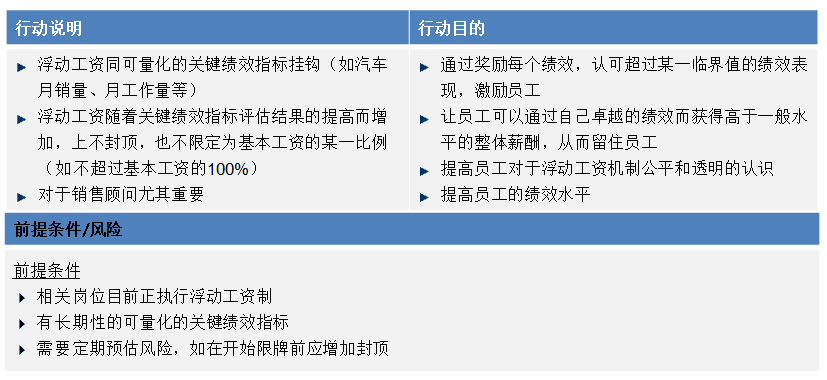 行动说明
浮动工资同可量化的关键绩效指标挂钩（如汽车
月销量、月工作量等）
浮动工资随着关键绩效指标评估结果的提高而增
加，上不封顶，也不限定为基本工资的某一比例
（如不超过基本工资的100%）
对于销售顾问尤其重要
行动目的
通过奖励每个绩效，认可超过某一临界值的绩效表
现，激励员工
让员工可以通过自己卓越的绩效而获得高于一般水
平的整体薪酬，从而留住员工
提高员工对于浮动工资机制公平和透明的认识
提高员工的绩效水平
前提条件/风险
前提条件
相关岗位目前正执行浮动工资制
有长期性的可量化的关键绩效指标
需要定期预估风险，如在开始限牌前应增加封顶